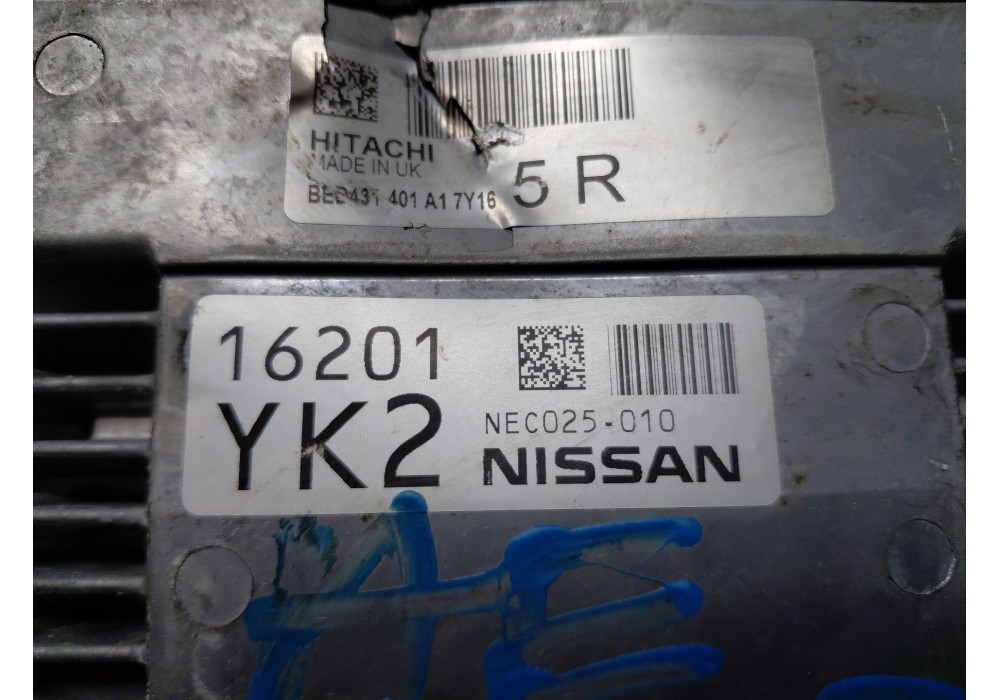 HITACHI
MADE IN UK
401 A1 7Y16
5 R
16201
YK2
NEC025-010
NISSAN